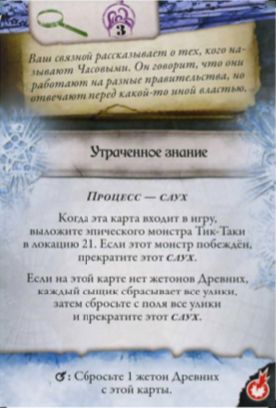 3
Ваш связной рассказывает о тех, кого на-
зывают Часовыми. Он говорит, что они
работают на разные правительства, но
отвечают перед какой-то иной властью.
Утраченное знание
Процесс — слух
Когда эта карта входит в игру,
выложите эпического монстра Тик-Таки
в локацию 21. Если этот монстр побеждён,
прекратите этот слух.
Если на этой карте нет жетонов Древних,
каждый сыщик сбрасывает все улики,
затем сбросьте с поля все улики
и прекратите этот слух.
: Сбросьте 1 жетон Древних
с этой карты.